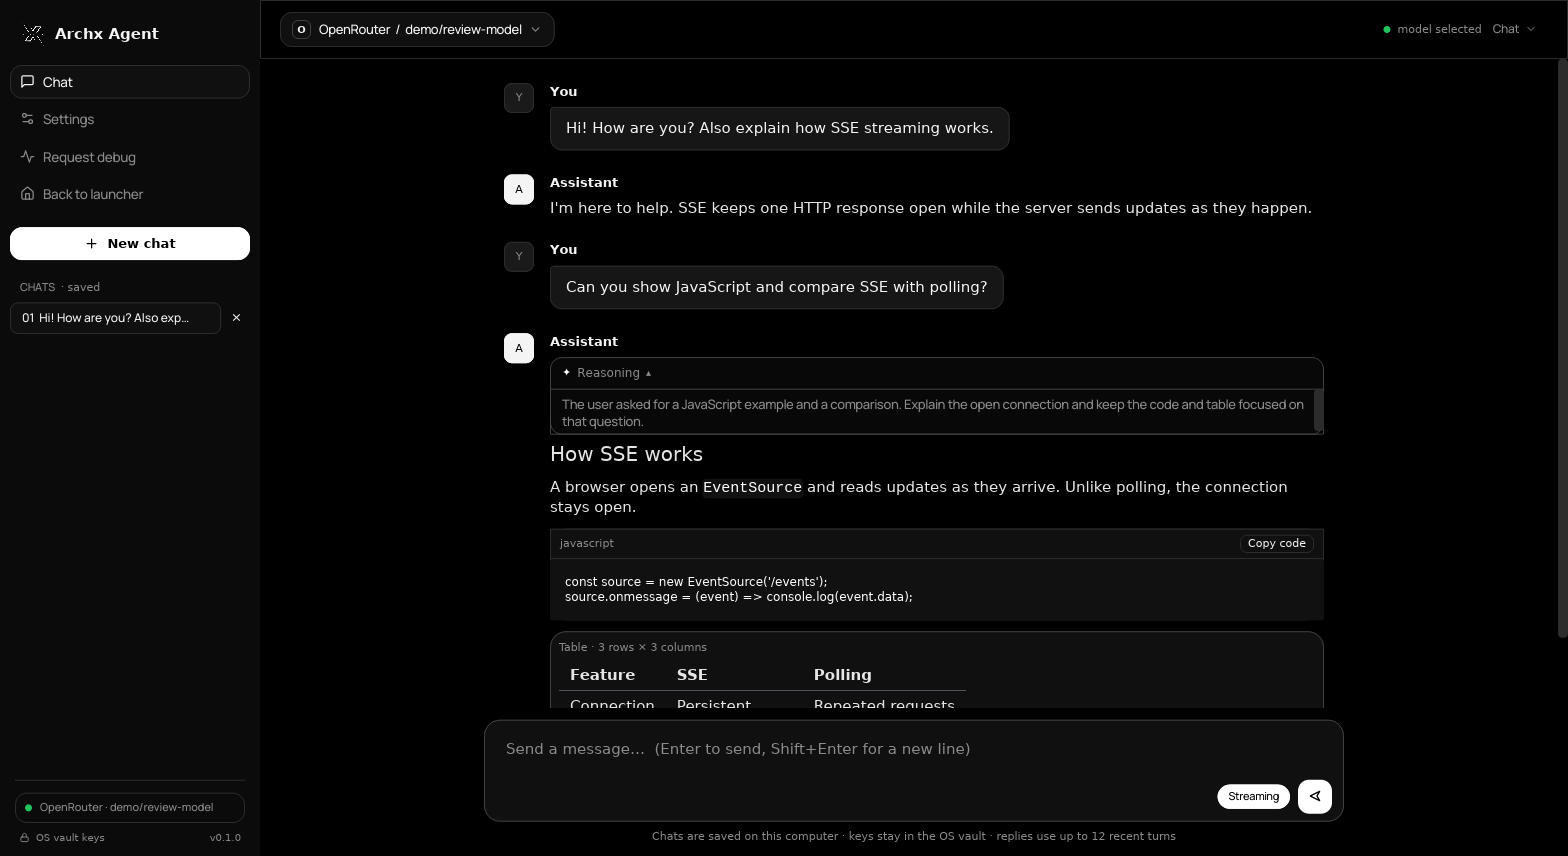 Archx Agent
Chat
Settings
Request debug
Back to launcher
+ New chat
CHATS · saved
01 Hi! How are you? Also exp… ×
OpenRouter · demo/review-model
OS vault keys v0.1.0
O OpenRouter / demo/review-model
model selected Chat
Y You
Hi! How are you? Also explain how SSE streaming works.
A Assistant
I'm here to help. SSE keeps one HTTP response open while the server sends updates as they happen.
Y You
Can you show JavaScript and compare SSE with polling?
A Assistant
✦ Reasoning ▴
The user asked for a JavaScript example and a comparison. Explain the open connection and keep the code and table focused on
that question.
How SSE works
A browser opens an EventSource and reads updates as they arrive. Unlike polling, the connection
stays open.
javascript Copy code
const source = new EventSource('/events');
source.onmessage = (event) => console.log(event.data);
Table · 3 rows × 3 columns
Feature SSE Polling
Connection Persistent Repeated requests
Send a message… (Enter to send, Shift+Enter for a new line)
Streaming
Chats are saved on this computer · keys stay in the OS vault · replies use up to 12 recent turns